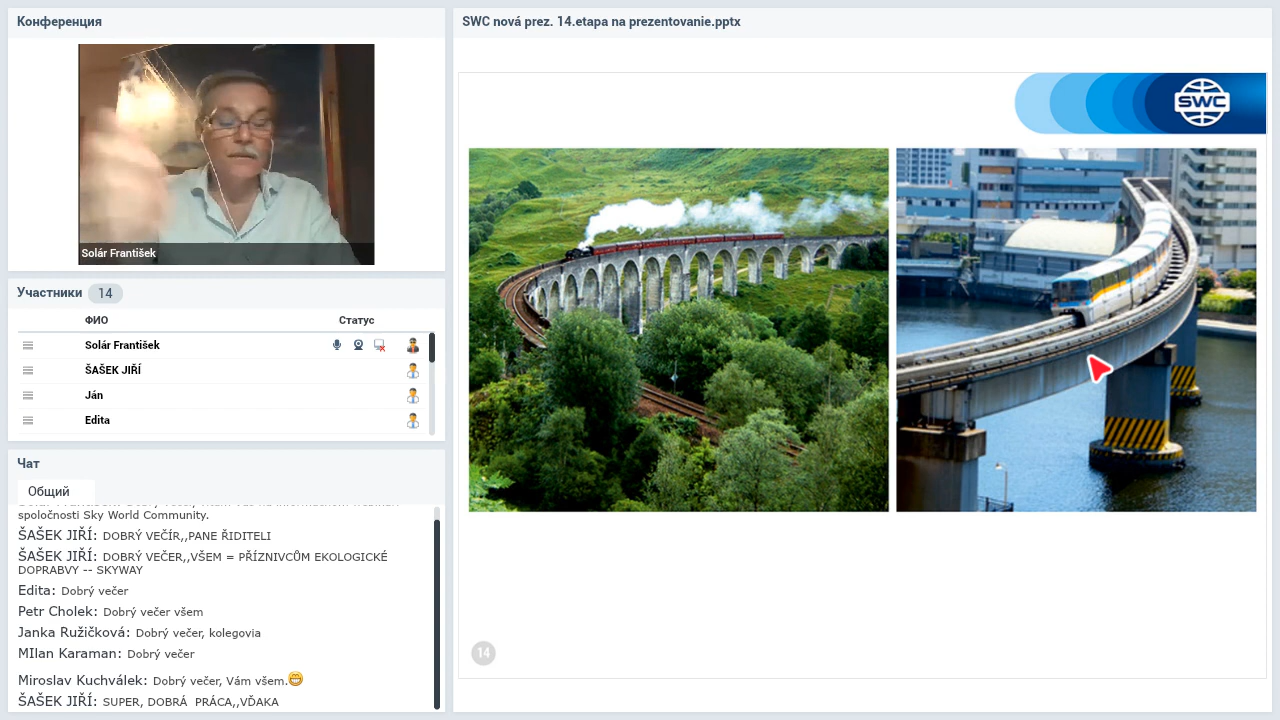 Конференция
Solár František
Участники 14
ФИО Статус
Solár František
ŠAŠEK JIŘÍ
Ján
Edita
Чат
Общий
spoločnosti Sky World Community.
ŠAŠEK JIŘÍ: DOBRÝ VEČÍR,,PANE ŘIDITELI
ŠAŠEK JIŘÍ: DOBRÝ VEČER,,VŠEM = PŘÍZNIVCŮM EKOLOGICKÉ
DOPRABVY -- SKYWAY
Edita: Dobrý večer
Petr Cholek: Dobrý večer všem
Janka Ružičková: Dobrý večer, kolegovia
MIlan Karaman: Dobrý večer
Miroslav Kuchválek: Dobrý večer, Vám všem.
ŠAŠEK JIŘÍ: SUPER, DOBRÁ PRÁCA,,VĎAKA
SWC nová prez. 14.etapa na prezentovanie.pptx
SWC
14